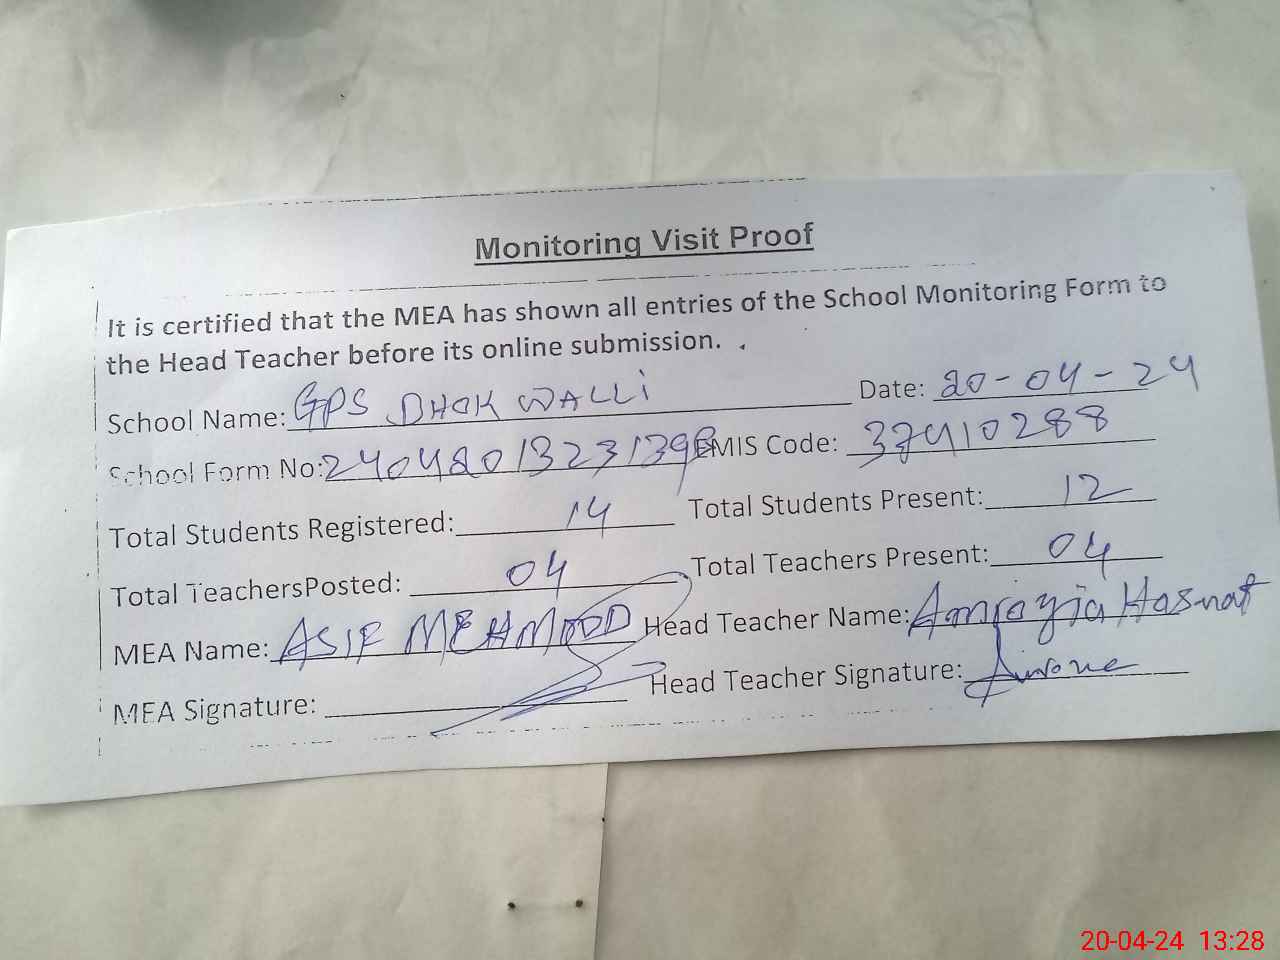 Monitoring Visit Proof
It is certified that the MEA has shown all entries of the School Monitoring Form to
the Head Teacher before its online submission.
School Name: GPS DHOK WALLI Date: 20-04-24
School Form No: 2404201323139 EMIS Code: 37410288
Total Students Registered: 14 Total Students Present: 12
Total TeachersPosted: 04 Total Teachers Present: 04
MEA Name: ASIF MEHMOOD Head Teacher Name: Hasnat
MEA Signature: Head Teacher Signature:
20-04-24 13:28